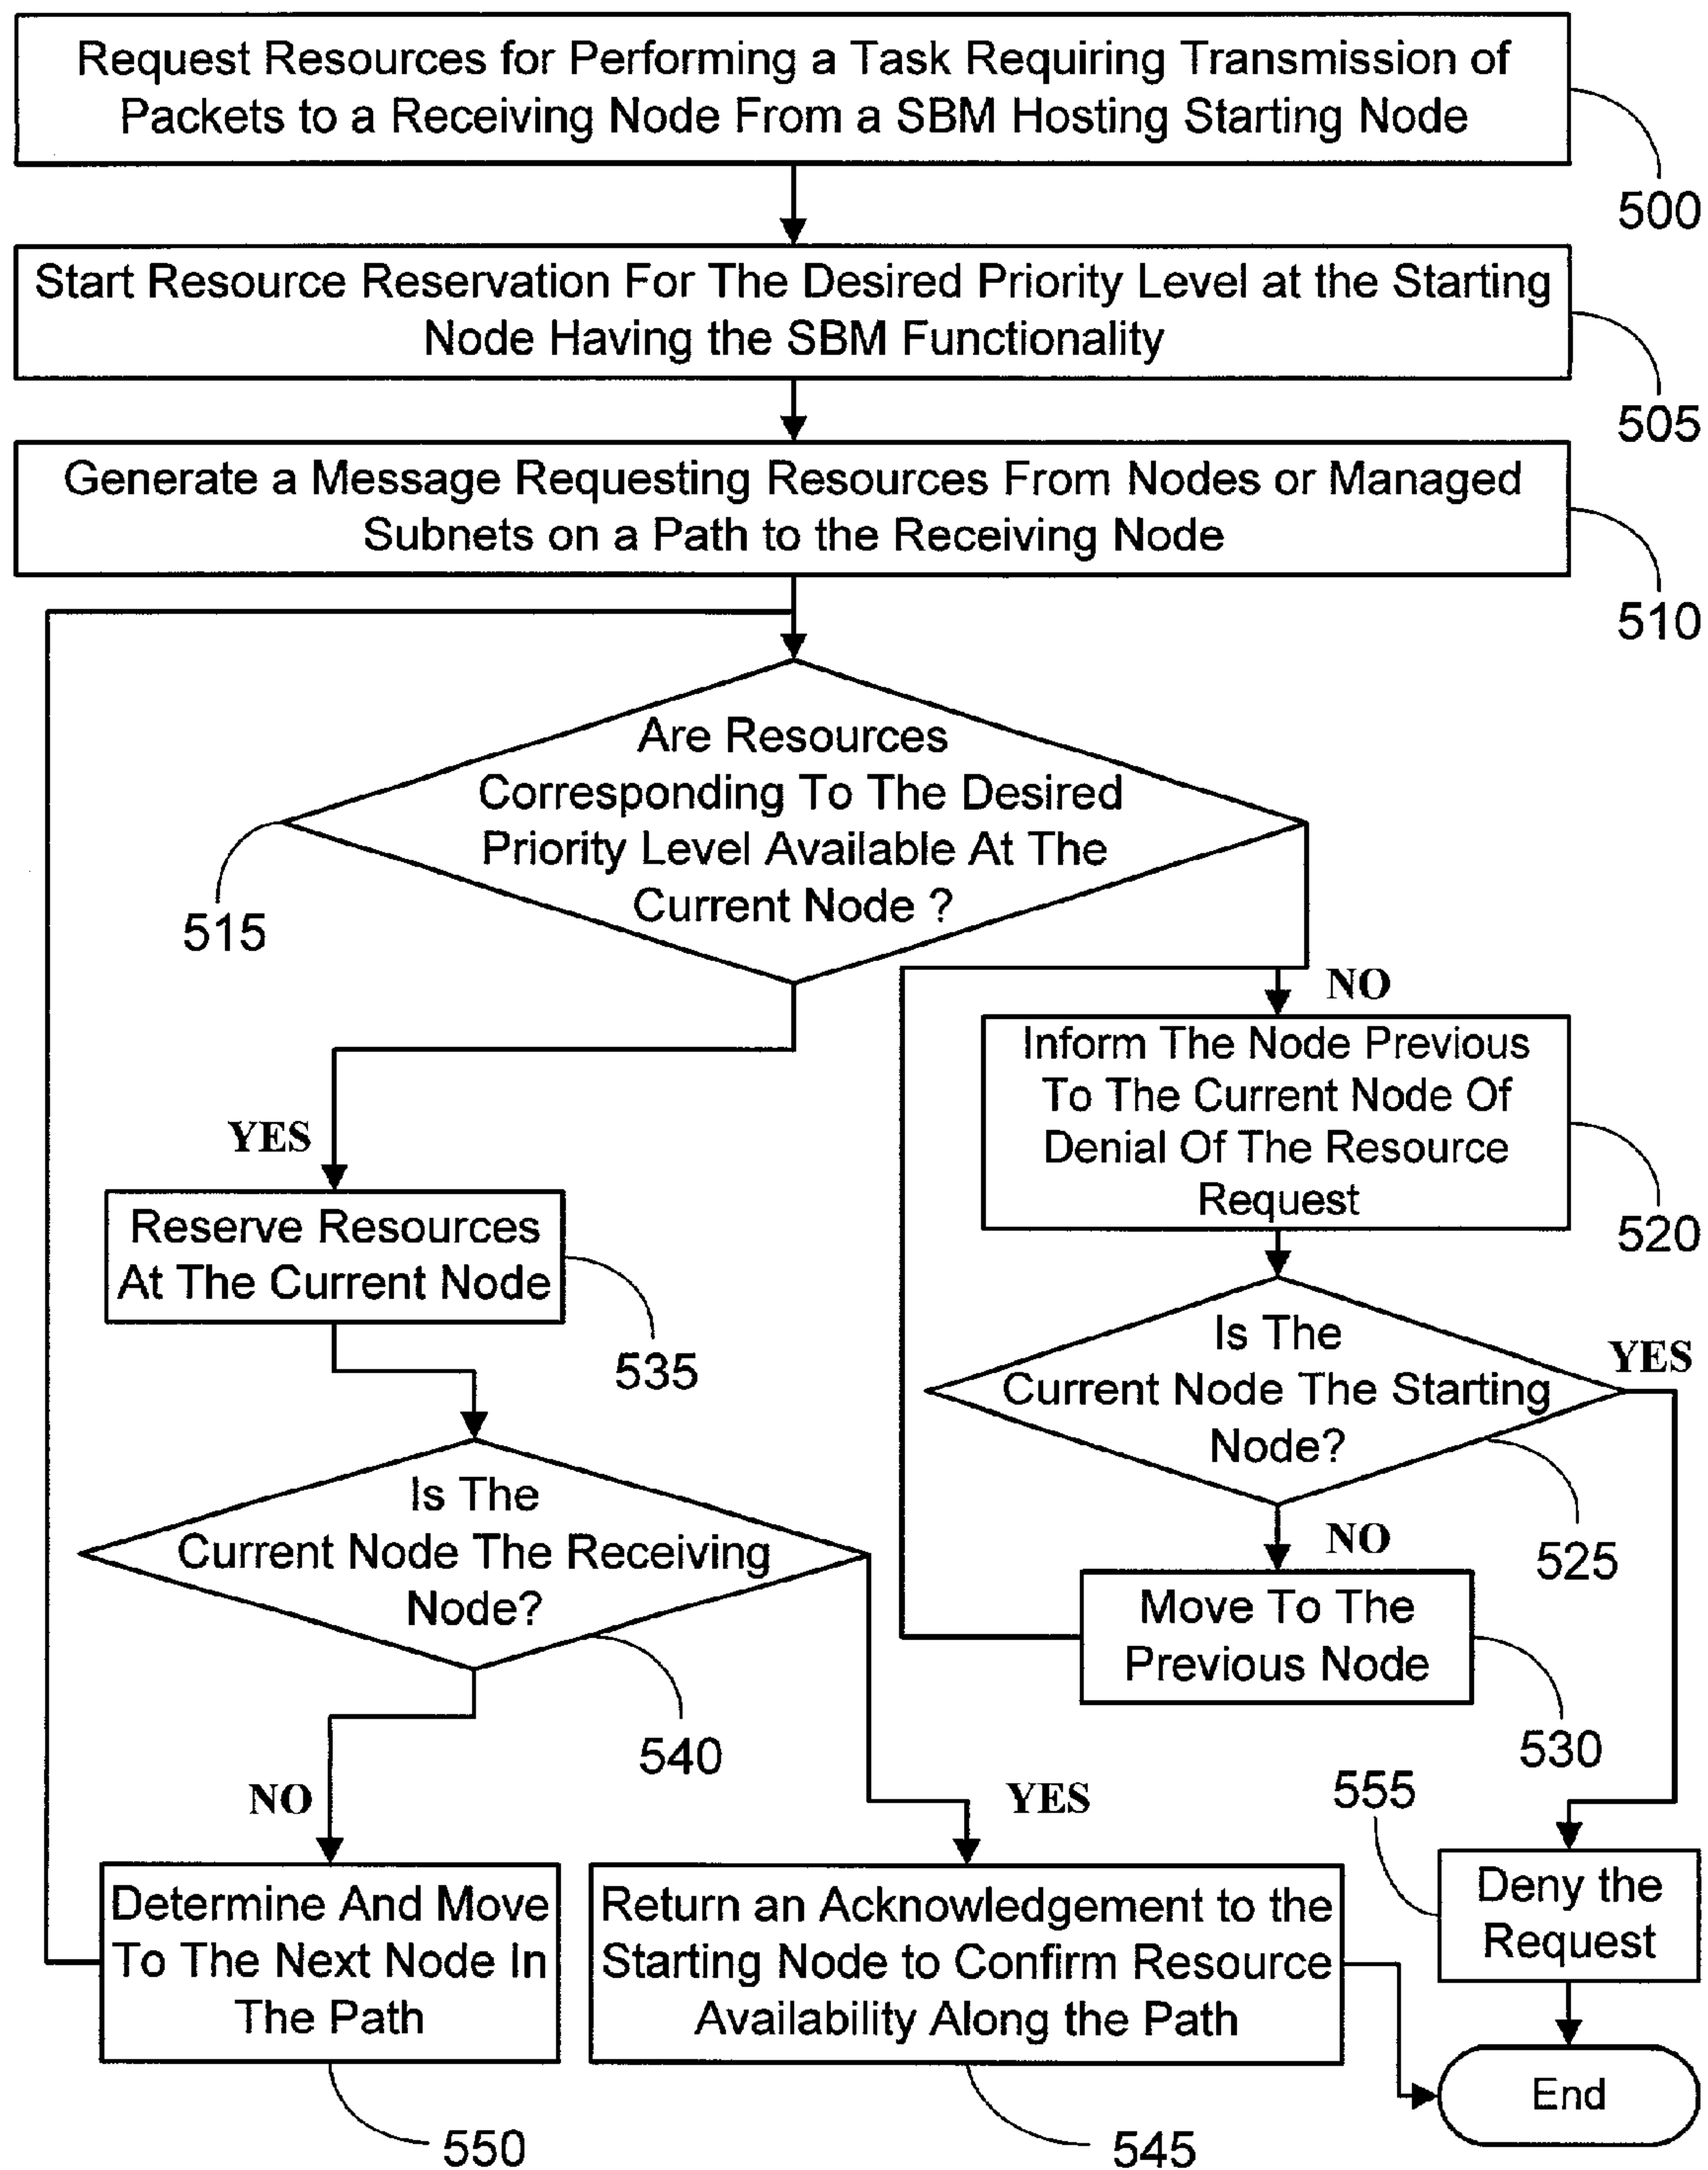 Request Resources for Performing a Task Requiring Transmission of
Packets to a Receiving Node From a SBM Hosting Starting Node
500
Start Resource Reservation For The Desired Priority Level at the Starting
Node Having the SBM Functionality
505
Generate a Message Requesting Resources From Nodes or Managed
Subnets on a Path to the Receiving Node
510
Are Resources
Corresponding To The Desired
Priority Level Available At The
Current Node ?
515
NO
Inform The Node Previous
To The Current Node Of
Denial Of The Resource
Request
520
YES
Reserve Resources
At The Current Node
535
Is The
Current Node The Starting
Node?
YES
525
NO
Move To The
Previous Node
530
Is The
Current Node The Receiving
Node?
540
NO
YES
555
Determine And Move
To The Next Node In
The Path
550
Return an Acknowledgement to the
Starting Node to Confirm Resource
Availability Along the Path
545
Deny the
Request
End